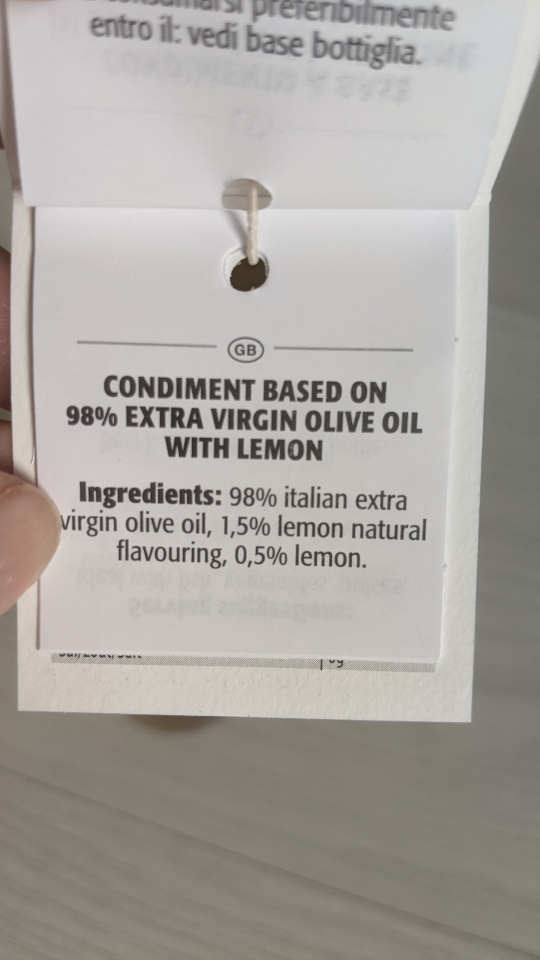 preferibilmente
entro il: vedi base bottiglia.
GB
CONDIMENT BASED ON
98% EXTRA VIRGIN OLIVE OIL
WITH LEMON
Ingredients: 98% italian extra
virgin olive oil, 1,5% lemon natural
flavouring, 0,5% lemon.